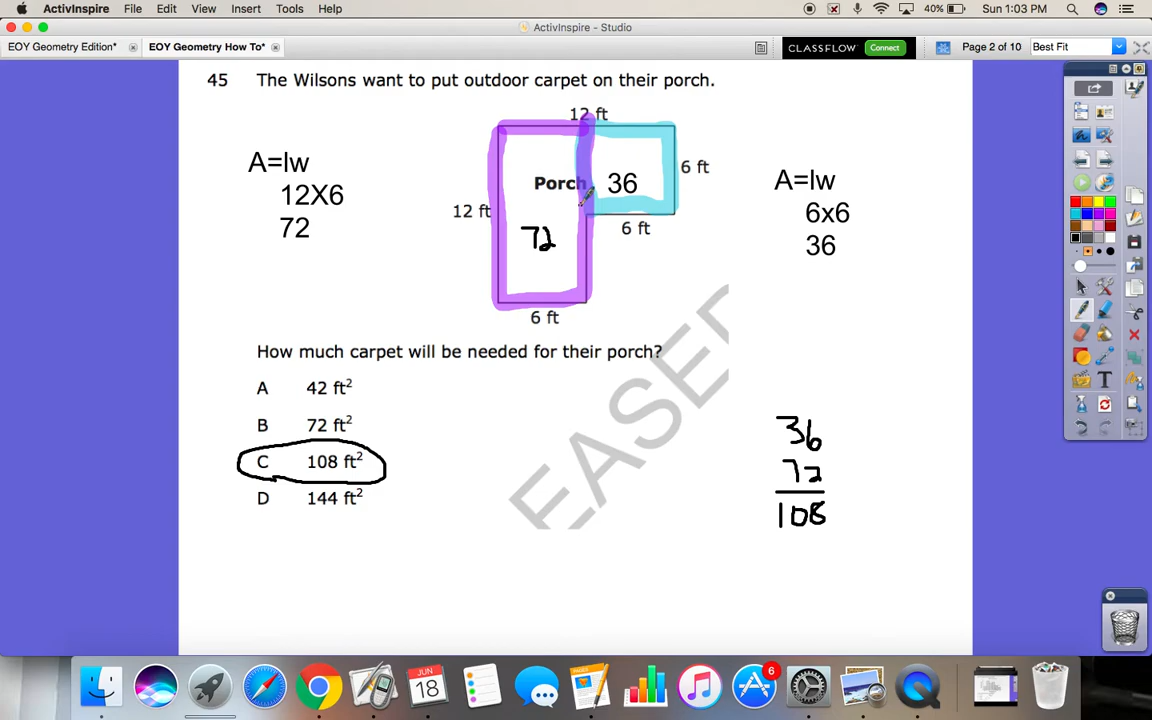 ActivInspire File Edit View Insert Tools Help
40% Sun 1:03 PM
ActivInspire - Studio
EOY Geometry Edition* EOY Geometry How To*
CLASSFLOW Connect Page 2 of 10 Best Fit
45 The Wilsons want to put outdoor carpet on their porch.
12 ft
A=lw
12X6
72
Porch 36
6 ft
12 ft
72
6 ft
6 ft
A=lw
6x6
36
How much carpet will be needed for their porch?
A 42 ft²
B 72 ft²
C 108 ft²
D 144 ft²
EASED
36
72
108
T
6
JUN
18